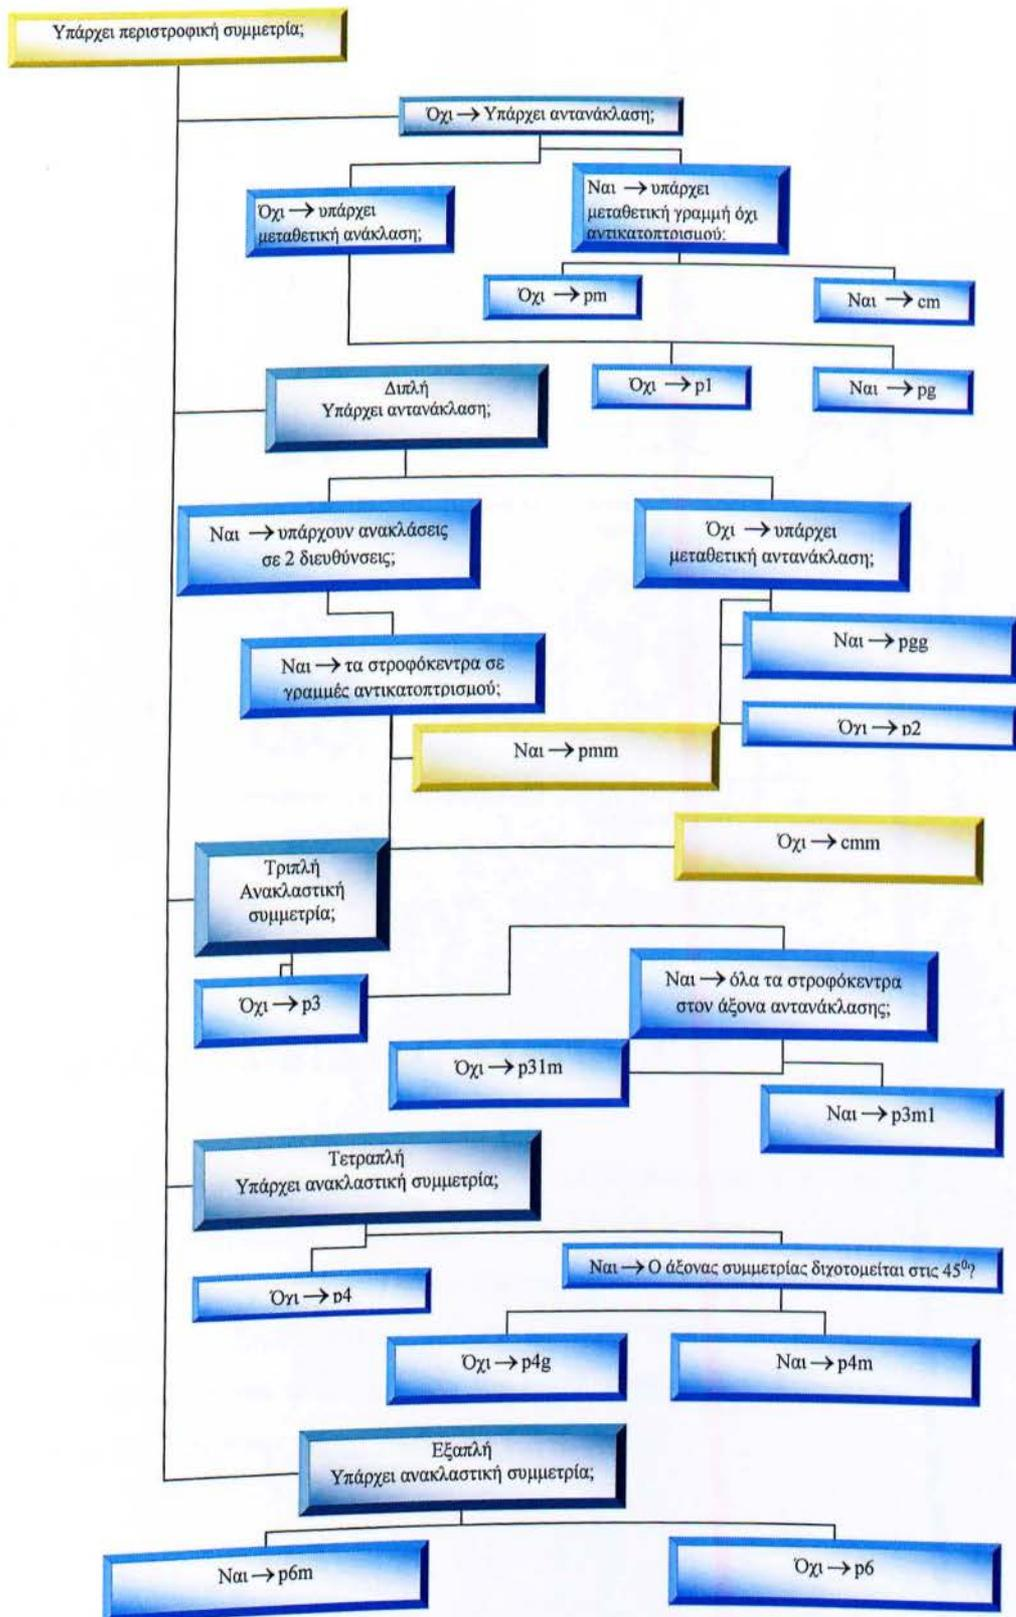 Υπάρχει περιστροφική συμμετρία;
Όχι → Υπάρχει αντανάκλαση;
Όχι → υπάρχει
μεταθετική ανάκλαση;
Ναι → υπάρχει
μεταθετική γραμμή όχι
αντικατοπτρισμού;
Όχι → pm
Ναι → cm
Όχι → p1
Ναι → pg
Διπλή
Υπάρχει αντανάκλαση;
Ναι → υπάρχουν ανακλάσεις
σε 2 διευθύνσεις;
Όχι → υπάρχει
μεταθετική αντανάκλαση;
Ναι → pgg
Ναι → τα στροφόκεντρα σε
γραμμές αντικατοπτρισμού;
Όχι → p2
Ναι → pmm
Όχι → cmm
Τριπλή
Ανακλαστική
συμμετρία;
Όχι → p3
Ναι → όλα τα στροφόκεντρα
στον άξονα αντανάκλασης;
Όχι → p31m
Ναι → p3m1
Τετραπλή
Υπάρχει ανακλαστική συμμετρία;
Ναι → Ο άξονας συμμετρίας διχοτομείται στις 45⁰?
Όχι → p4
Όχι → p4g
Ναι → p4m
Εξαπλή
Υπάρχει ανακλαστική συμμετρία;
Ναι → p6m
Όχι → p6